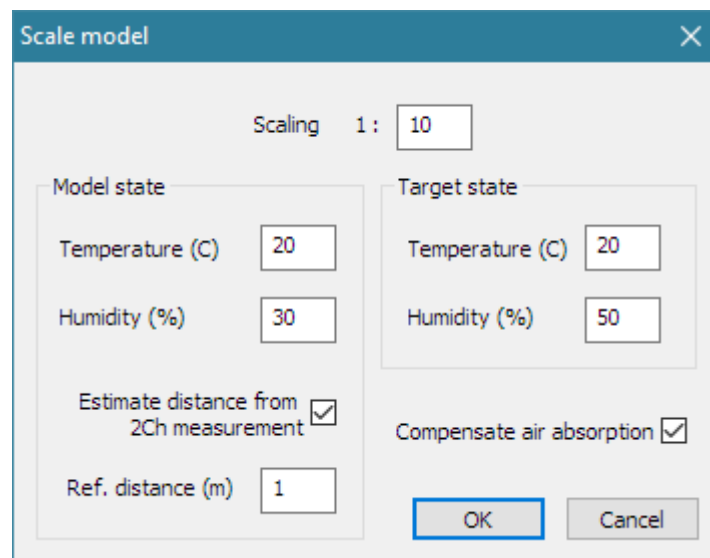 Scale model
Scaling 1 : 10
Model state
Temperature (C) 20
Humidity (%) 30
Estimate distance from
2Ch measurement
Ref. distance (m) 1
Target state
Temperature (C) 20
Humidity (%) 50
Compensate air absorption
OK Cancel